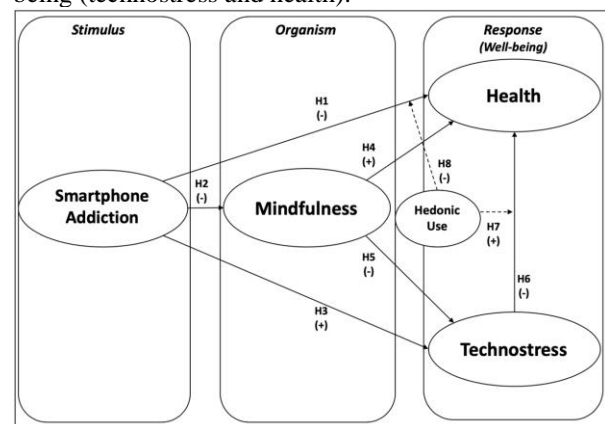 being (technostress and health).
Stimulus
Organism
Response
(Well-being)
Health
H1
(-)
H4
(+)
H8
(-)
Smartphone
Addiction
H2
(-)
Mindfulness
Hedonic
Use
H7
(+)
H5
(-)
H6
(-)
H3
(+)
Technostress